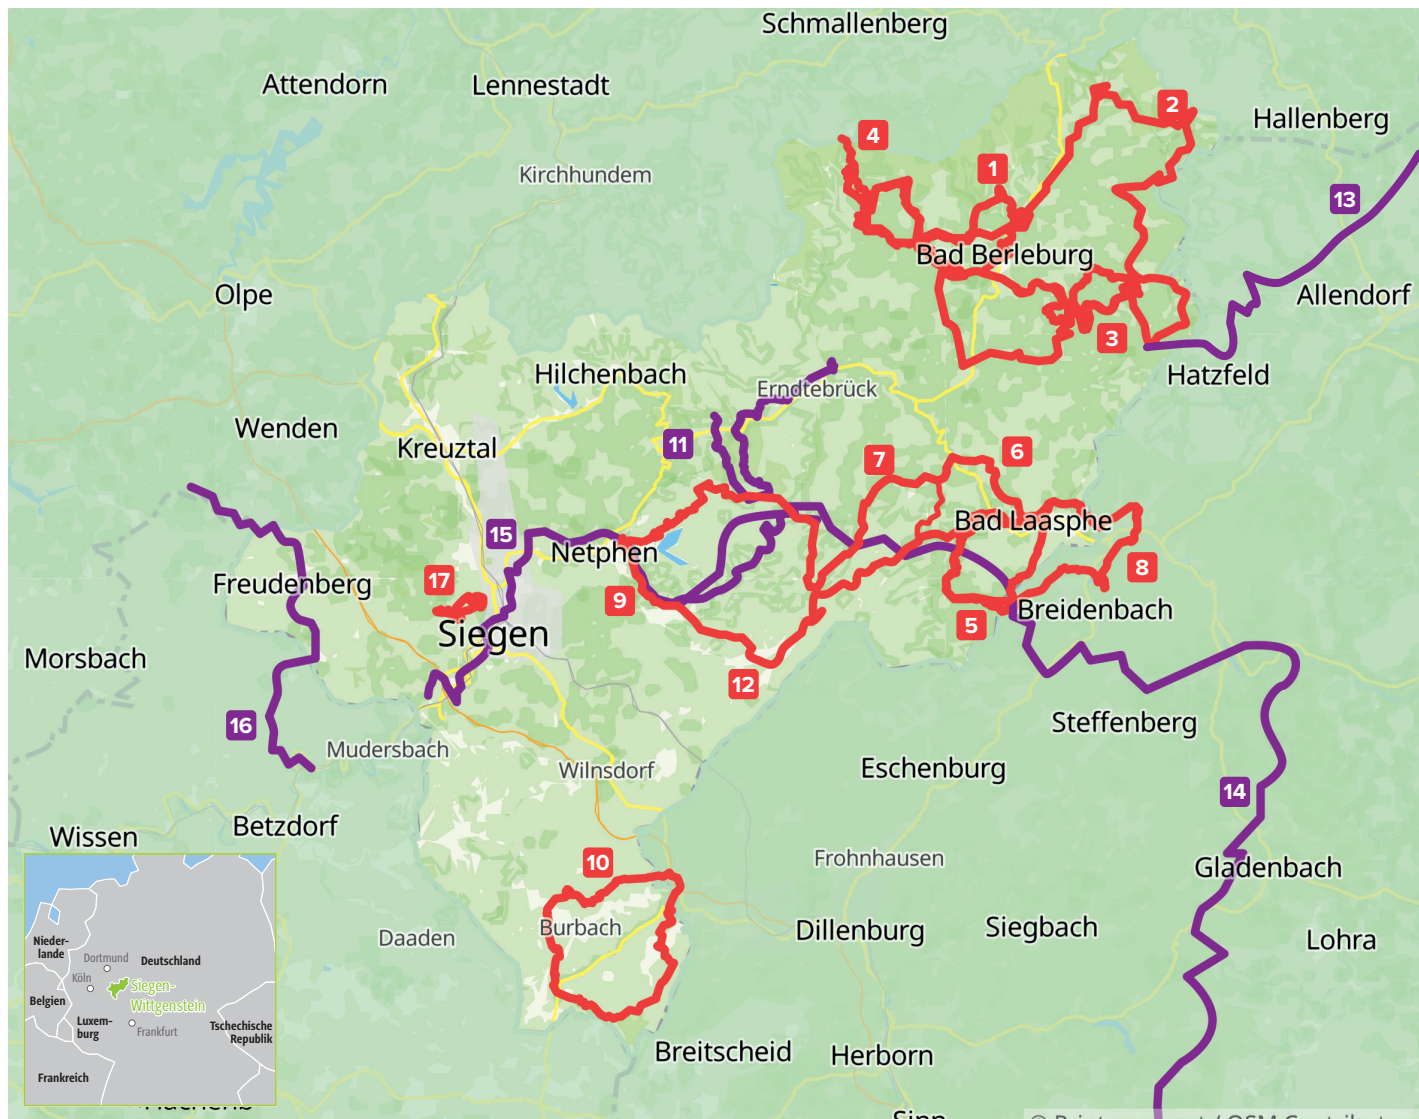 Schmallenberg
Attendorn
Lennestadt
2
Hallenberg
4
1
Kirchhundem
13
Bad Berleburg
Olpe
Allendorf
3
Hilchenbach
Erndtebrück
Hatzfeld
Wenden
Kreuztal
11
7
6
15
Netphen
Bad Laasphe
17
Freudenberg
9
8
Siegen
5
Breidenbach
Morsbach
12
16
Steffenberg
Mudersbach
Wilnsdorf
Eschenburg
14
Wissen
Betzdorf
10
Frohnhausen
Gladenbach
Burbach
Daaden
Dillenburg
Siegbach
Lohra
Nieder-
lande
Dortmund
Deutschland
Köln
Siegen-
Wittgenstein
Belgien
Luxem-
burg
Frankfurt
Tschechische
Republik
Frankreich
Breitscheid
Herborn